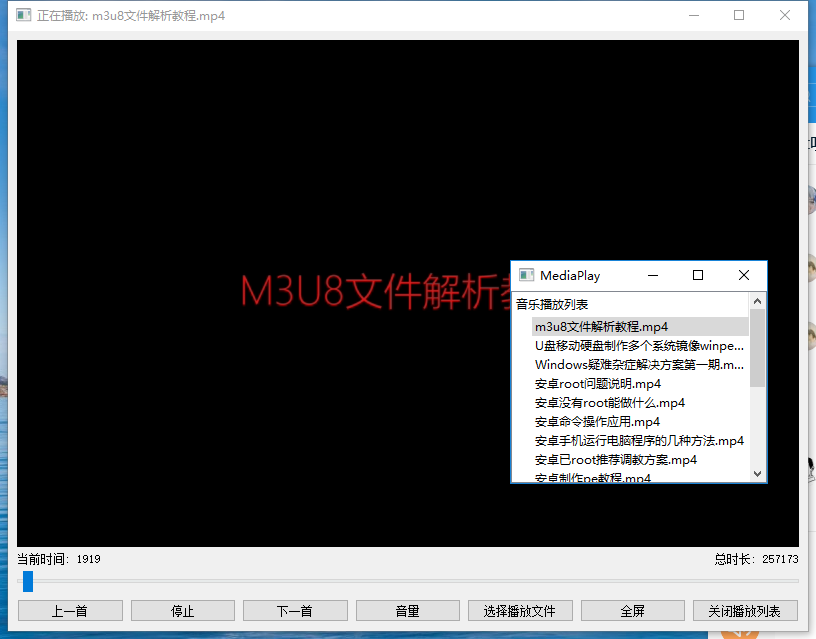 正在播放: m3u8文件解析教程.mp4
M3U8文件解析
MediaPlay
音乐播放列表
m3u8文件解析教程.mp4
U盘移动硬盘制作多个系统镜像winpe...
Windows疑难杂症解决方案第一期.m...
安卓root问题说明.mp4
安卓没有root能做什么.mp4
安卓命令操作应用.mp4
安卓手机运行电脑程序的几种方法.mp4
安卓已root推荐调教方案.mp4
安卓制作pe教程.mp4
当前时间: 1919
总时长: 257173
上一首
停止
下一首
音量
选择播放文件
全屏
关闭播放列表